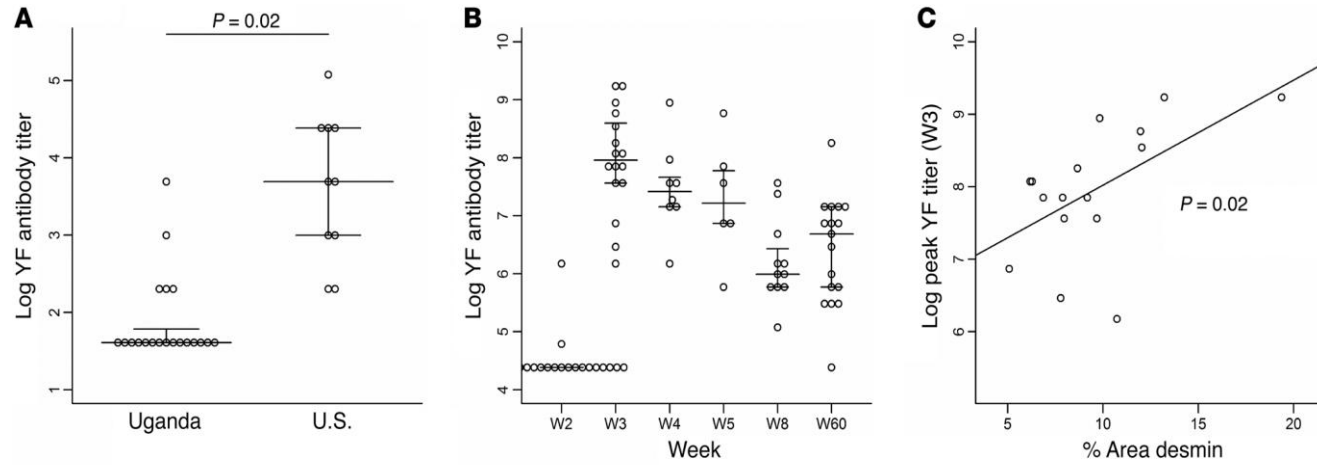 A
P = 0.02
Log YF antibody titer
5
4
3
2
1
Uganda
U.S.
B
Log YF antibody titer
10
9
8
7
6
5
4
W2
W3
W4
W5
W8
W60
Week
C
Log peak YF titer (W3)
10
9
8
7
6
P = 0.02
5
10
15
20
% Area desmin